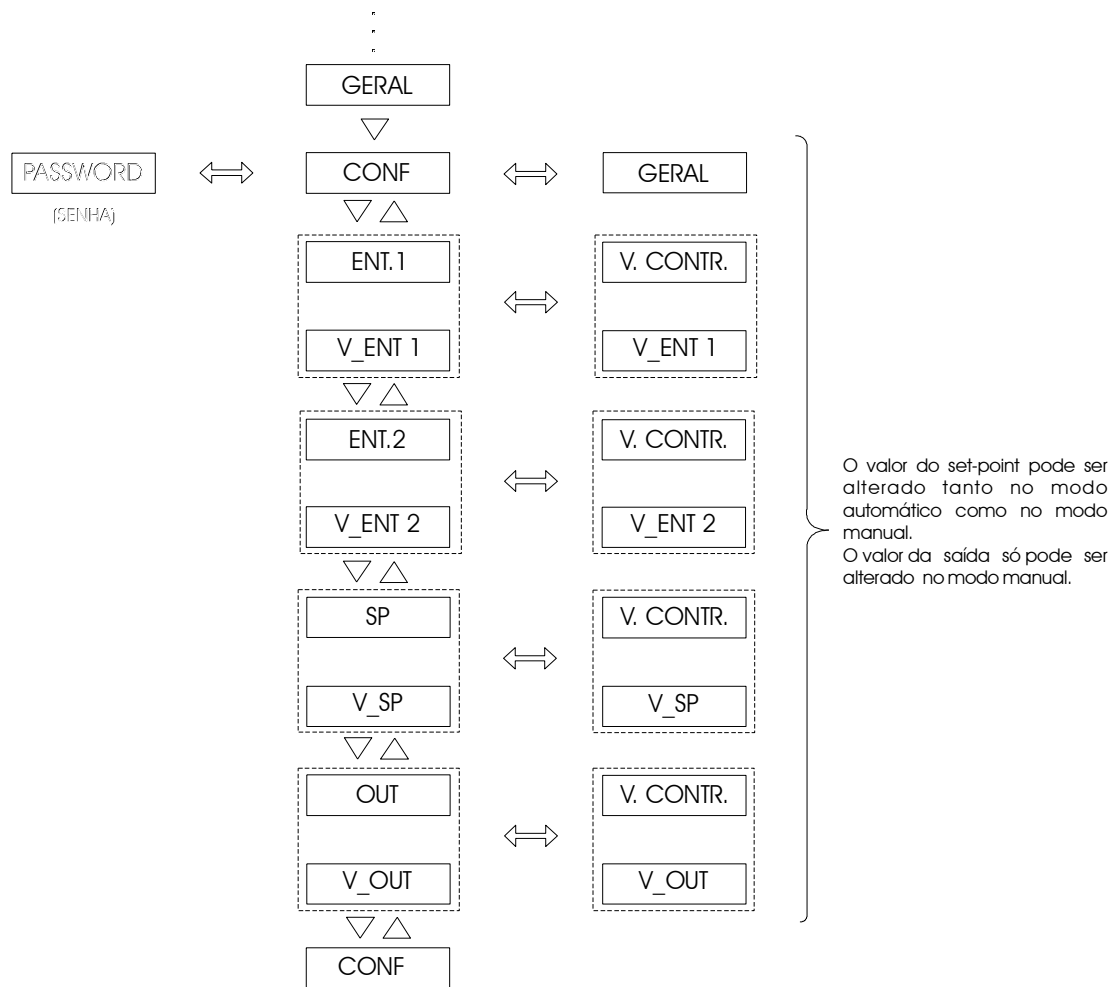 GERAL
PASSWORD
CONF
GERAL
(SENHA)
ENT.1
V. CONTR.
V_ENT 1
V_ENT 1
ENT.2
V. CONTR.
V_ENT 2
V_ENT 2
O valor do set-point pode ser
alterado tanto no modo
automático como no modo
manual.
O valor da saída só pode ser
alterado no modo manual.
SP
V. CONTR.
V_SP
V_SP
OUT
V. CONTR.
V_OUT
V_OUT
CONF